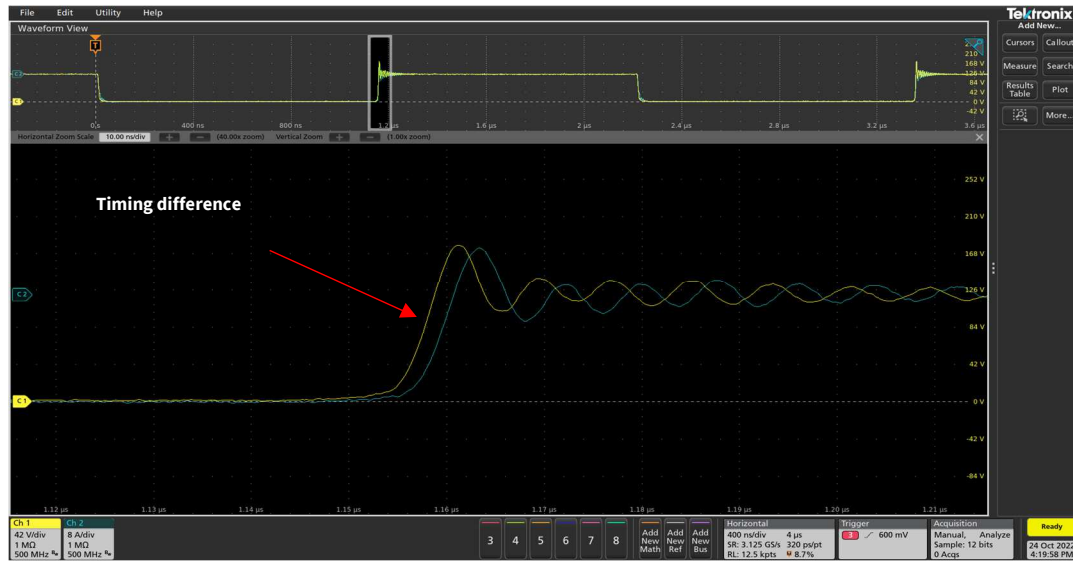 File Edit Utility Help
Tektronix
Waveform View
Add New...
Cursors Callout
Measure Search
Results Table Plot
More...
T
C2
C1
210 V
168 V
126 V
84 V
42 V
0 V
-42 V
0 s 400 ns 800 ns 1.2 µs 1.6 µs 2 µs 2.4 µs 2.8 µs 3.2 µs 3.6 µs
Horizontal Zoom Scale 10.00 ns/div + − (40.00x zoom) Vertical Zoom + − (1.00x zoom) ×
252 V
Timing difference
210 V
168 V
C 2
126 V
84 V
42 V
C 1
0 V
-42 V
-84 V
1.12 µs 1.13 µs 1.14 µs 1.15 µs 1.16 µs 1.17 µs 1.18 µs 1.19 µs 1.20 µs 1.21 µs
Ch 1
42 V/div
1 MΩ
500 MHz
Ch 2
8 A/div
1 MΩ
500 MHz
3 4 5 6 7 8
Add New Math
Add New Ref
Add New Bus
Horizontal
400 ns/div 4 µs
SR: 3.125 GS/s 320 ps/pt
RL: 12.5 kpts 8.7%
Trigger
3 600 mV
Acquisition
Manual, Analyze
Sample: 12 bits
0 Acqs
Ready
24 Oct 2022
4:19:58 PM